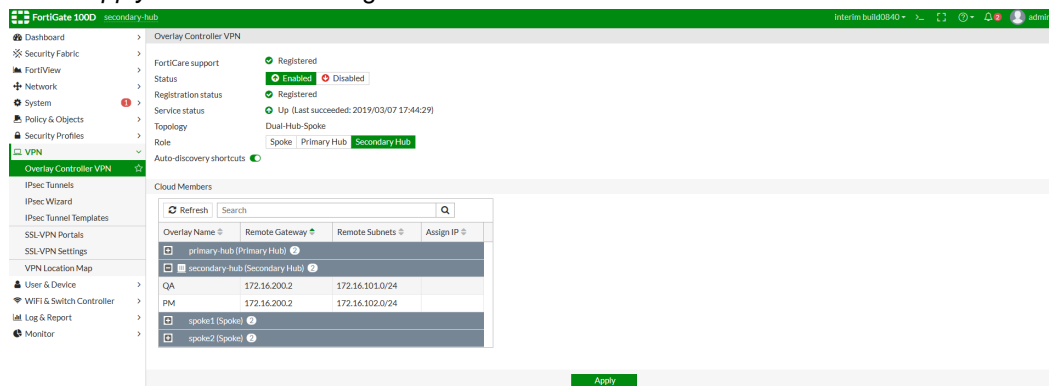 FortiGate 100D secondary-hub interim build0840 >_ 2 admin
Dashboard
Security Fabric
FortiView
Network
System 1
Policy & Objects
Security Profiles
VPN
Overlay Controller VPN
IPsec Tunnels
IPsec Wizard
IPsec Tunnel Templates
SSL-VPN Portals
SSL-VPN Settings
VPN Location Map
User & Device
WiFi & Switch Controller
Log & Report
Monitor
Overlay Controller VPN
FortiCare support Registered
Status Enabled Disabled
Registration status Registered
Service status Up (Last succeeded: 2019/03/07 17:44:29)
Topology Dual-Hub-Spoke
Role Spoke Primary Hub Secondary Hub
Auto-discovery shortcuts
Cloud Members
Refresh Search
Overlay Name Remote Gateway Remote Subnets Assign IP
primary-hub (Primary Hub) 2
secondary-hub (Secondary Hub) 2
QA 172.16.200.2 172.16.101.0/24
PM 172.16.200.2 172.16.102.0/24
spoke1 (Spoke) 2
spoke2 (Spoke) 2
Apply